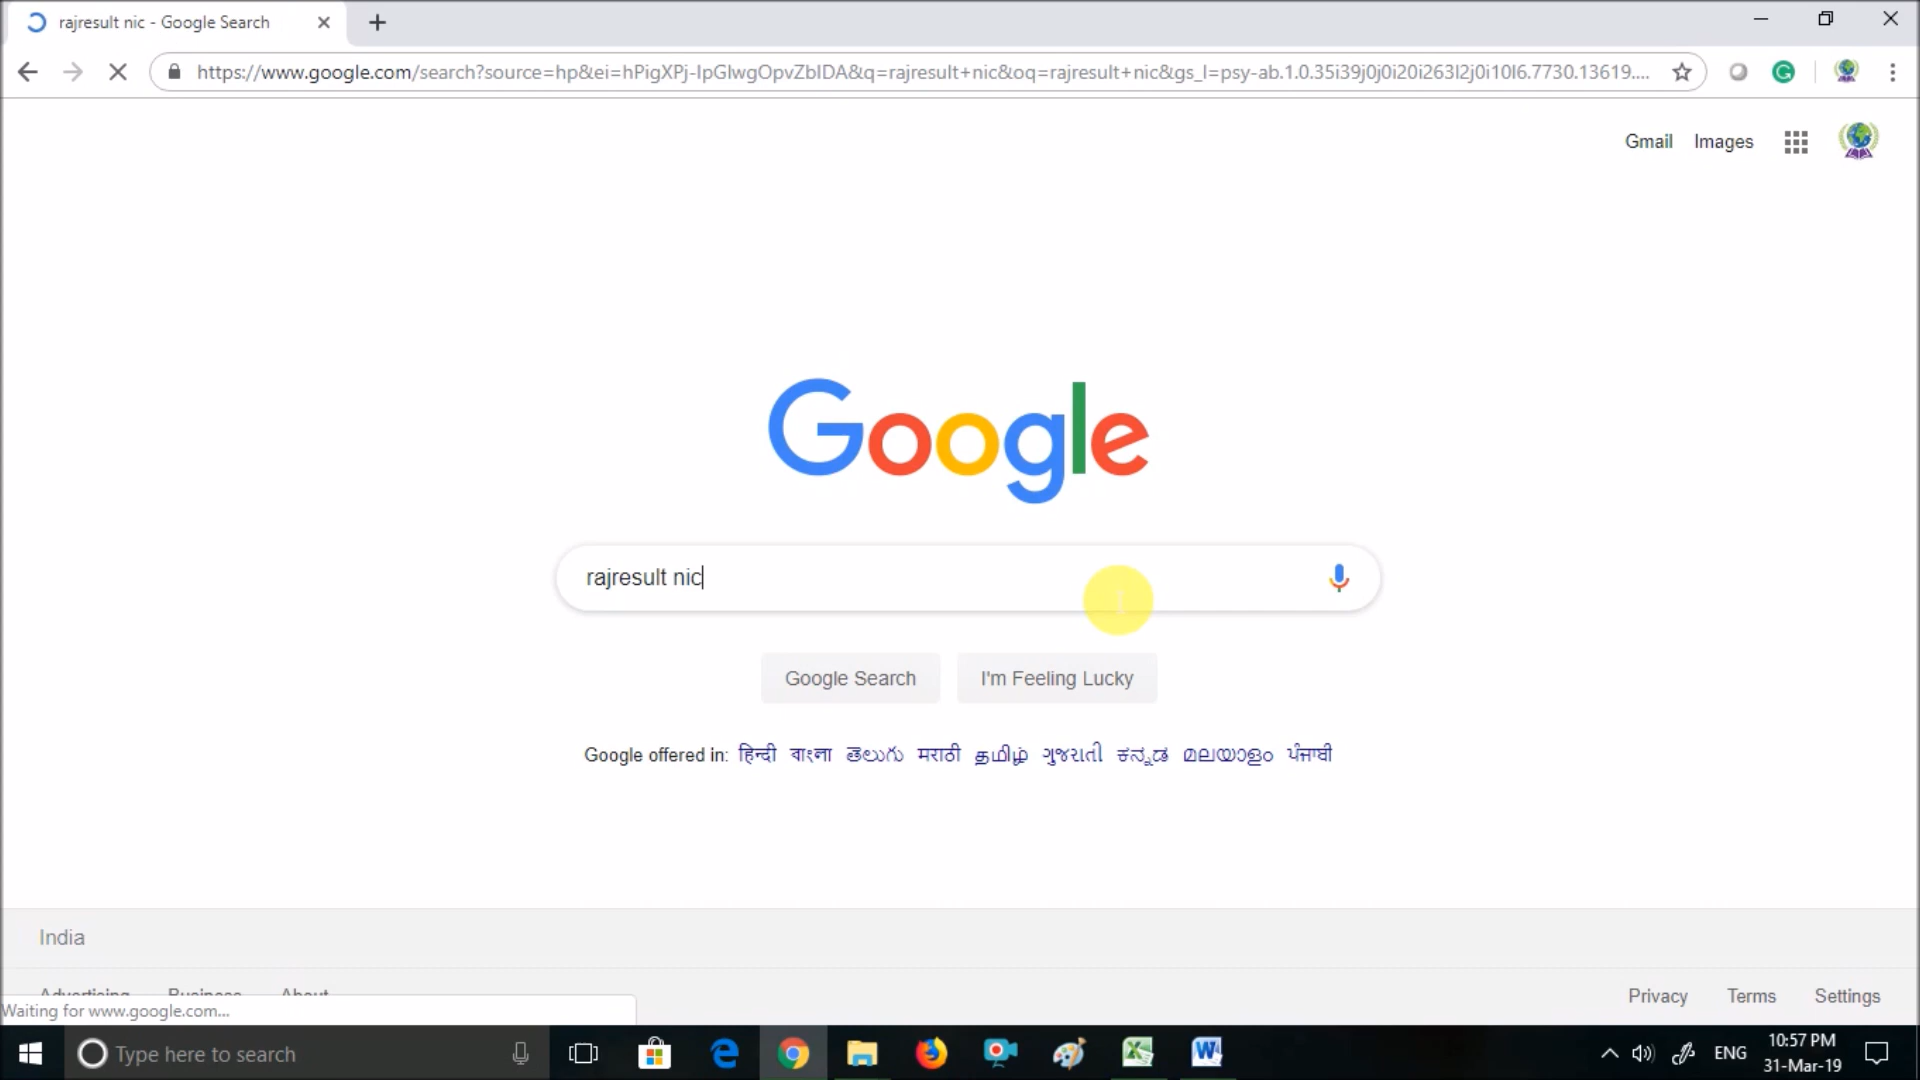 rajresult nic - Google Search
https://www.google.com/search?source=hp&ei=hPigXPj-IpGlwgOpvZbIDA&q=rajresult+nic&oq=rajresult+nic&gs_l=psy-ab.1.0.35i39j0j0i20i263l2j0i10l6.7730.13619....
Gmail Images
Google
rajresult nic
Google Search I'm Feeling Lucky
Google offered in: हिन्दी বাংলা తెలుగు मराठी தமிழ் ગુજરાતી ಕನ್ನಡ മലയാളം ਪੰਜਾਬੀ
India
Advertising Business About Privacy Terms Settings
Waiting for www.google.com...
Type here to search
ENG
10:57 PM
31-Mar-19